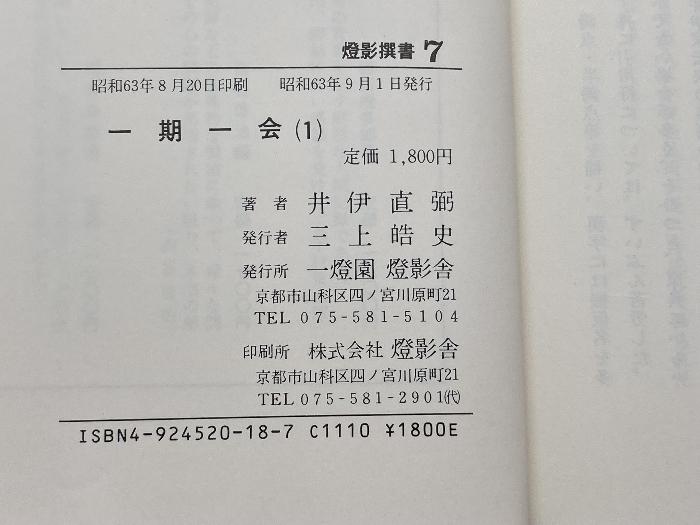 燈影撰書 7
昭和63年8月20日印刷 昭和63年9月1日発行
一期一会(1)
定価 1,800円
著者 井伊直弼
発行者 三上皓史
発行所 一燈園 燈影舎
京都市山科区四ノ宮川原町21
TEL 075-581-5104
印刷所 株式会社 燈影舎
京都市山科区四ノ宮川原町21
TEL 075-581-2901㈹
ISBN4-924520-18-7 C1110 ¥1800E